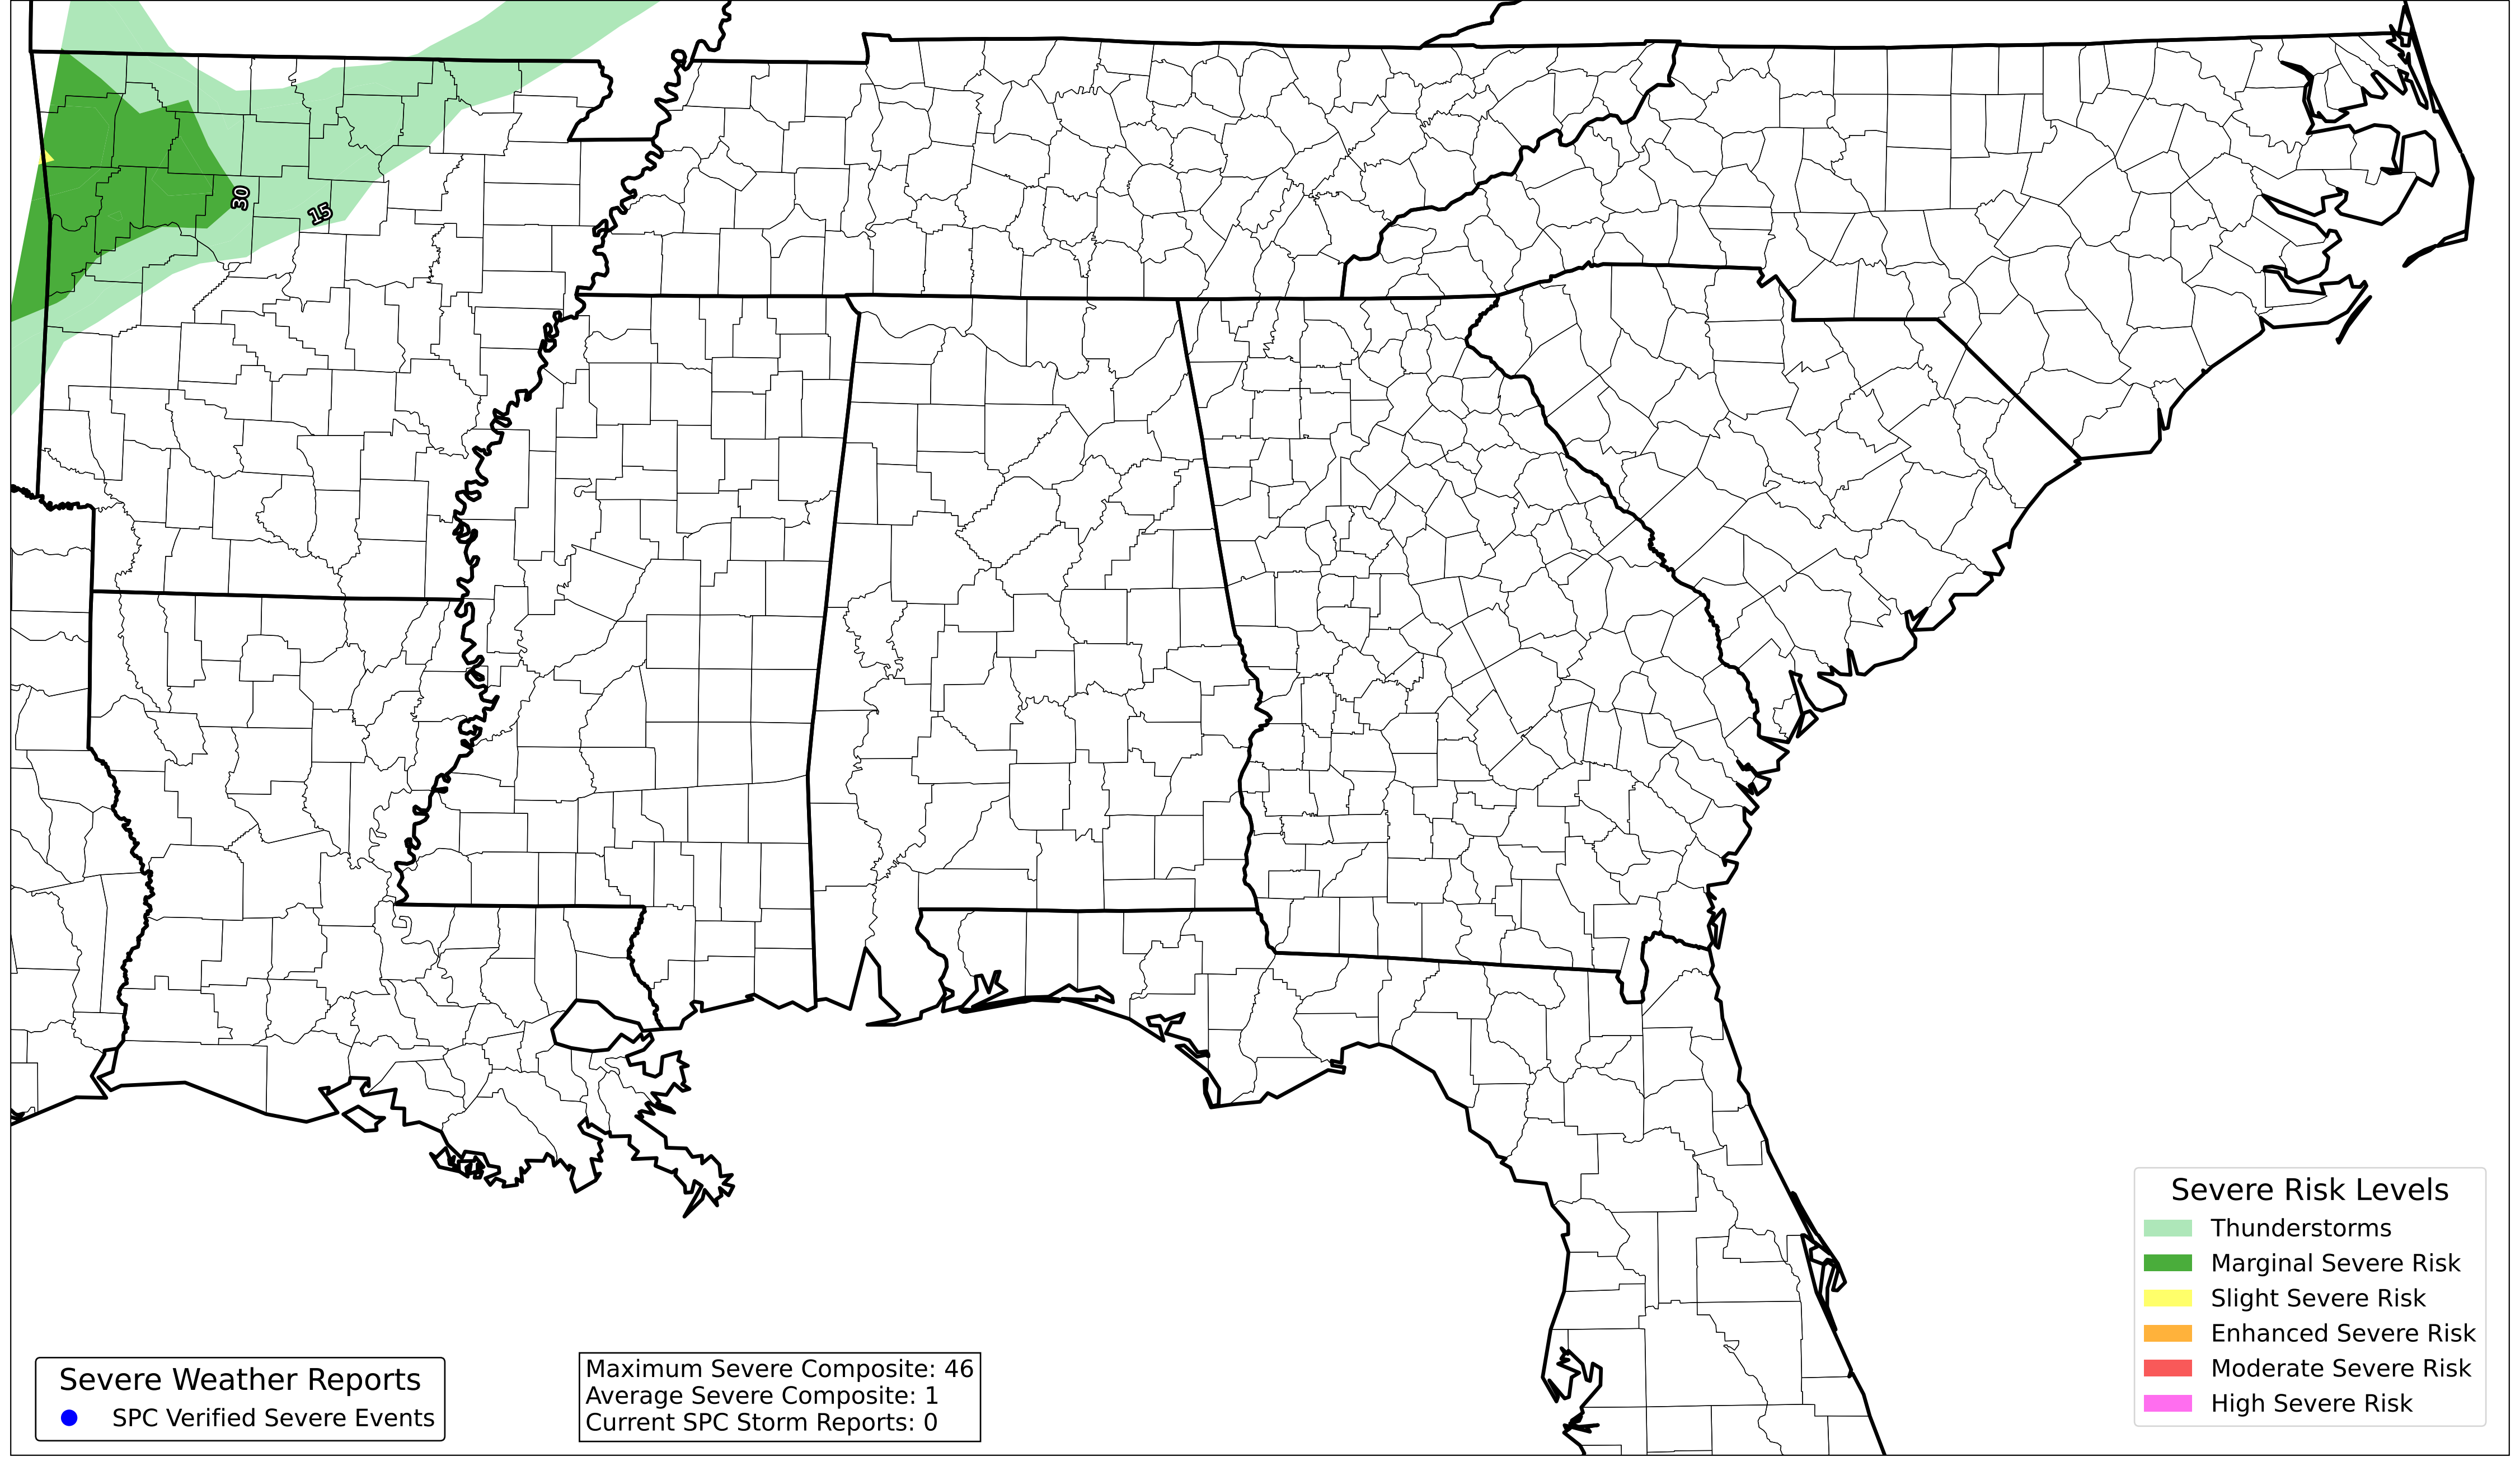 30
15
Severe Risk Levels
Thunderstorms
Marginal Severe Risk
Slight Severe Risk
Enhanced Severe Risk
Moderate Severe Risk
High Severe Risk
Severe Weather Reports
SPC Verified Severe Events
Maximum Severe Composite: 46
Average Severe Composite: 1
Current SPC Storm Reports: 0